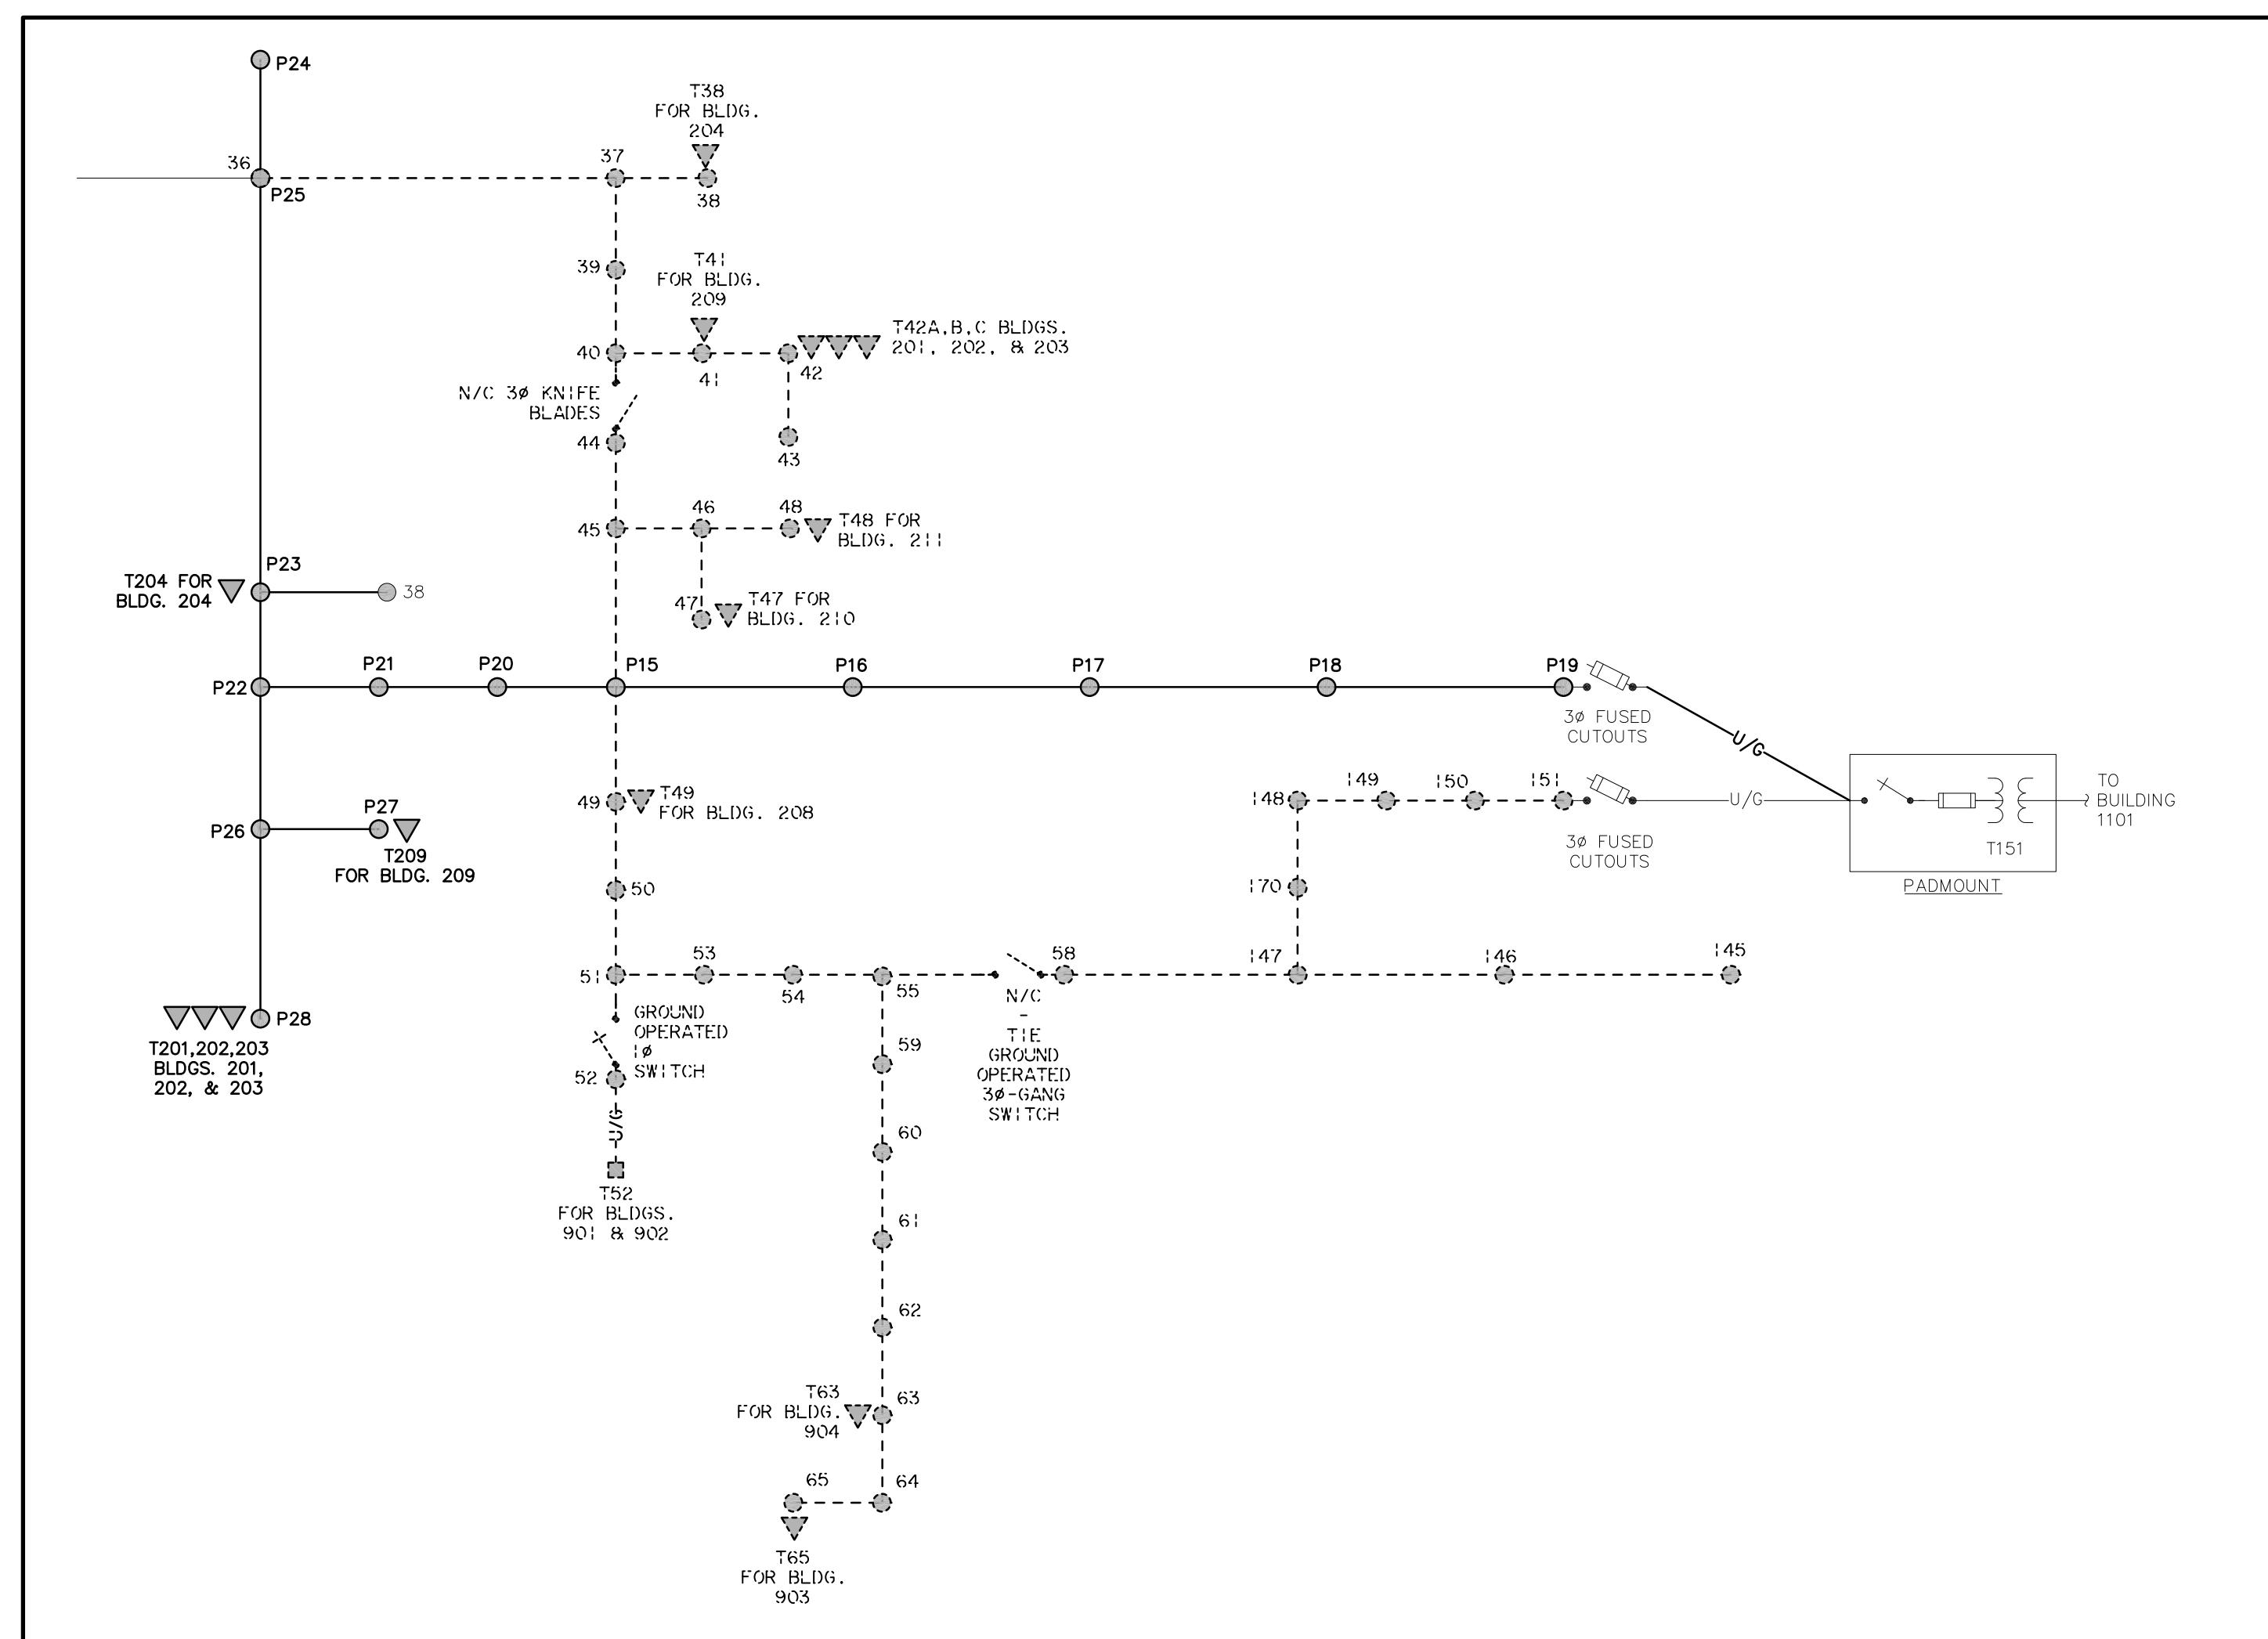 P24
T38
FOR BLDG.
204
36
37
P25
38
39
T41
FOR BLDG.
209
40
41
42
T42A,B,C BLDGS.
201, 202, & 203
N/C 3ø KNIFE
BLADES
44
43
45
46
48
T48 FOR
BLDG. 211
P23
T204 FOR
BLDG. 204
38
47
T47 FOR
BLDG. 210
P22
P21
P20
P15
P16
P17
P18
P19
3ø FUSED
CUTOUTS
U/G
49
T49
FOR BLDG. 208
148
149
150
151
U/G
3ø FUSED
CUTOUTS
T151
PADMOUNT
TO
BUILDING
1101
P26
P27
T209
FOR BLDG. 209
50
170
51
53
54
55
58
147
146
145
N/C
-
TIE
GROUND
OPERATED
3ø-GANG
SWITCH
P28
T201,202,203
BLDGS. 201,
202, & 203
GROUND
OPERATED
1ø
SWITCH
52
U/G
T52
FOR BLDGS.
901 & 902
59
60
61
62
T63
FOR BLDG.
904
63
65
64
T65
FOR BLDG.
903